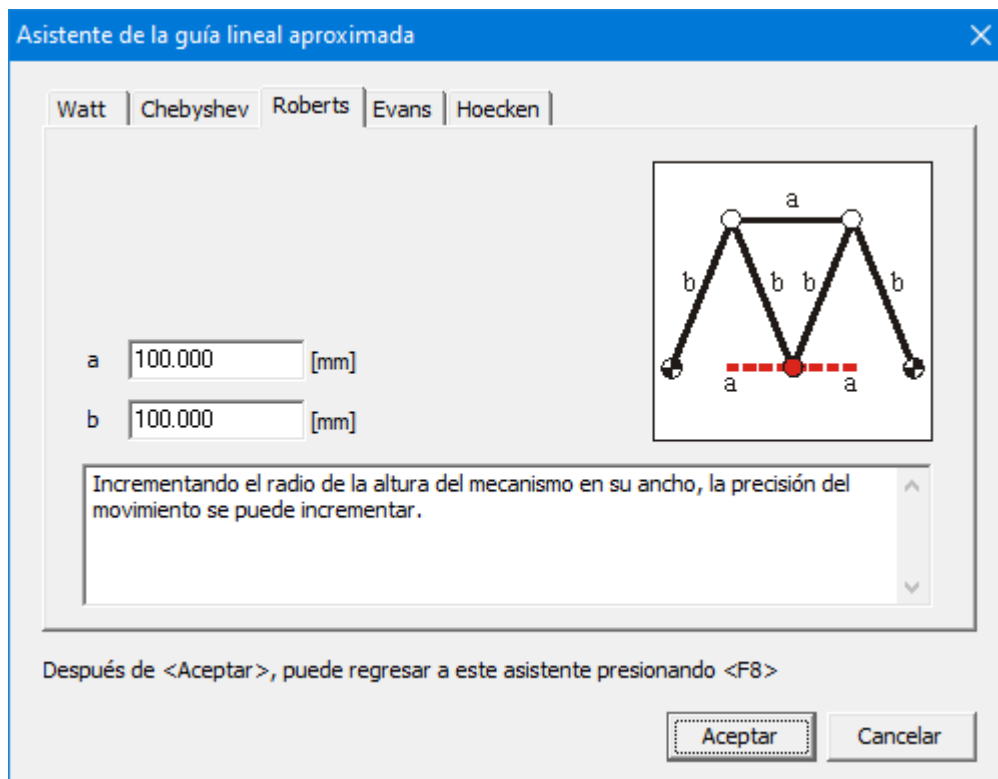 Asistente de la guía lineal aproximada
Watt Chebyshev Roberts Evans Hoecken
a
b b b b
a a
a 100.000 [mm]
b 100.000 [mm]
Incrementando el radio de la altura del mecanismo en su ancho, la precisión del
movimiento se puede incrementar.
Después de <Aceptar>, puede regresar a este asistente presionando <F8>
Aceptar Cancelar